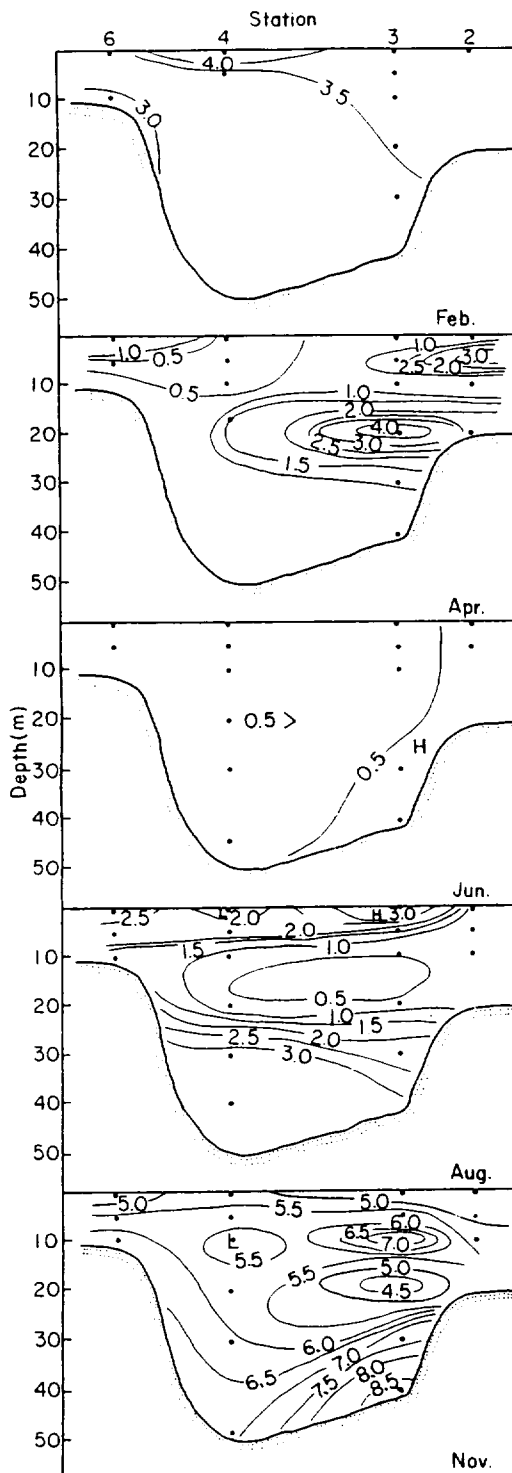 Station
6 4 3 2
4.0
3.5
10
3.0
20
30
40
50
Feb.
1.0 1.0
0.5 2.5 2.0 3.0
10
0.5 1.0
2.0
20 4.0
2.5 3.0
1.5
30
40
50
Apr.
10
20 0.5 >
H
30 0.5
40
50
Depth(m)
Jun.
2.5 L 2.0 H 3.0
2.0
1.5 1.0
10
0.5
20 1.0 1.5
2.5 2.0
30 3.0
40
50
Aug.
5.0 5.5 5.0
6.5 6.0
10 L 7.0
5.5 5.0
20 5.5 4.5
30 6.0
6.5 7.0
40 7.5 8.0
8.5
50
Nov.